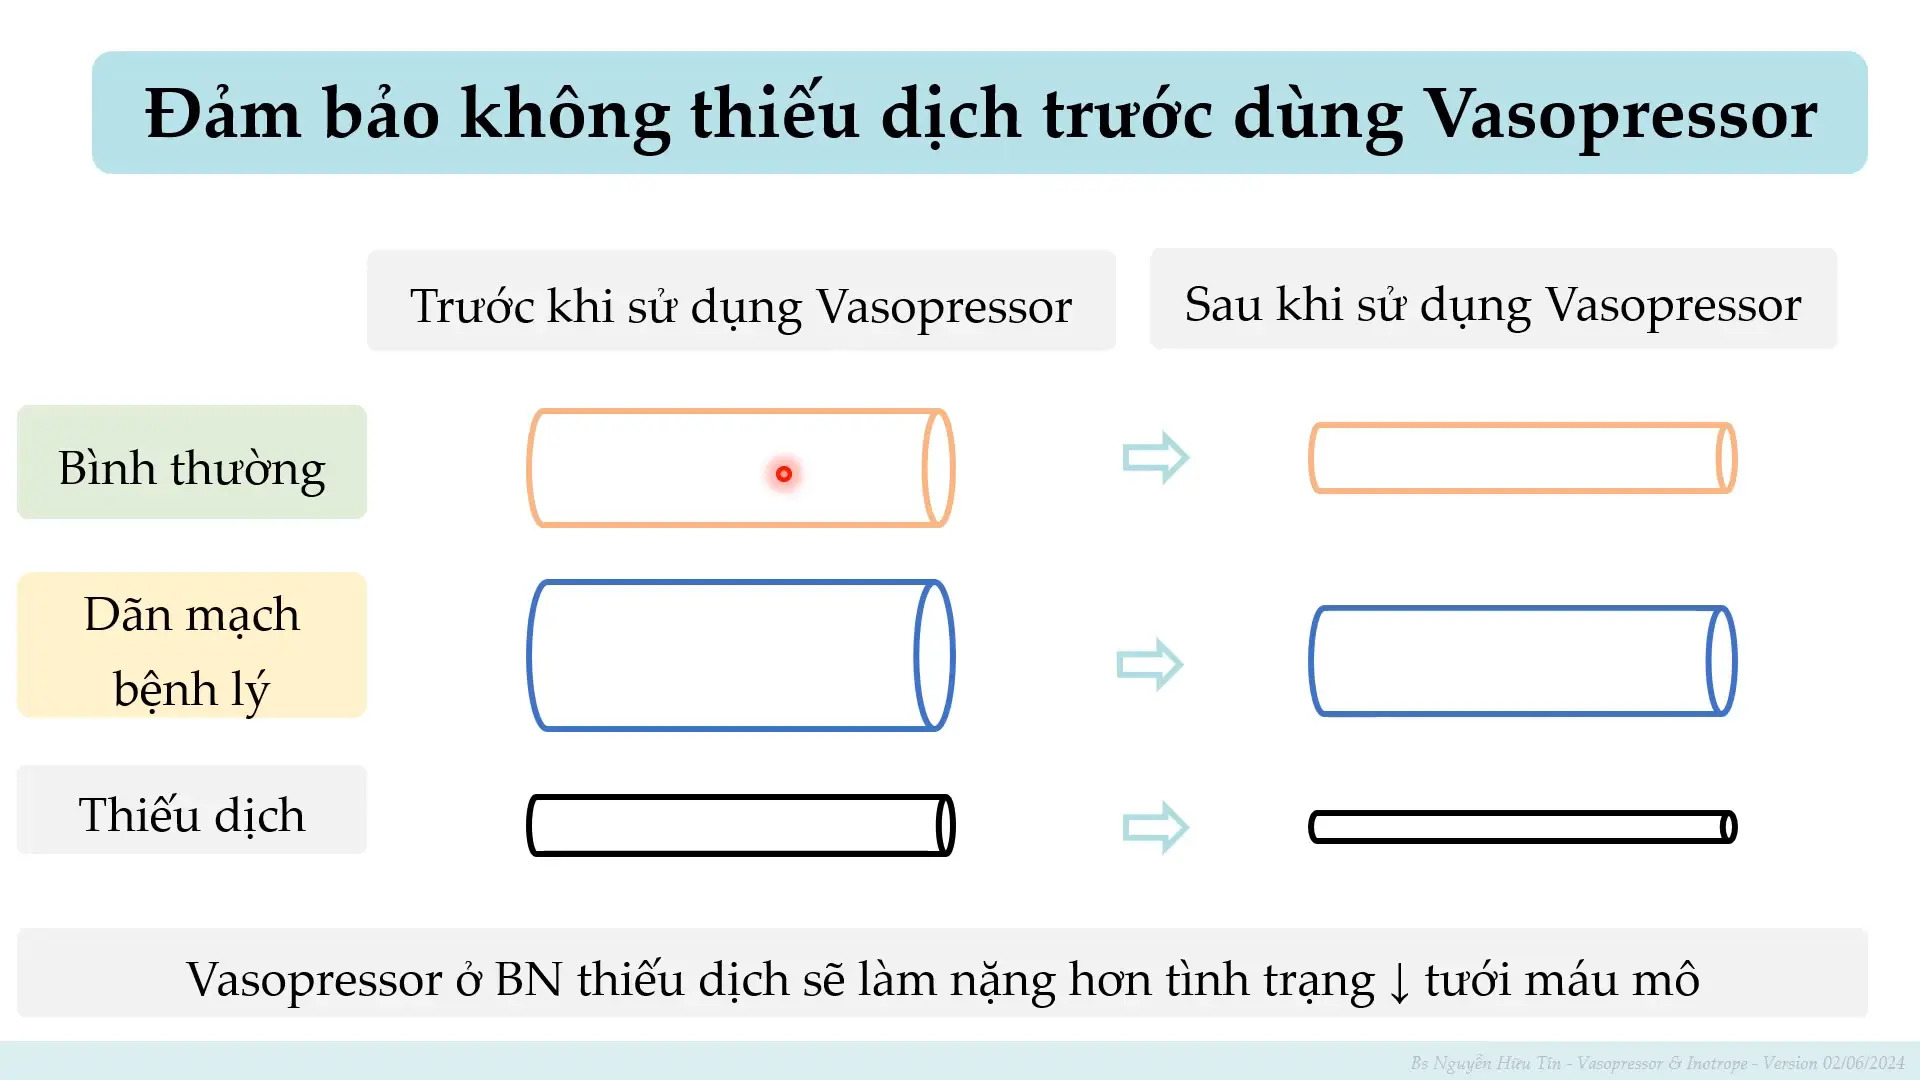 Đảm bảo không thiếu dịch trước dùng Vasopressor
Trước khi sử dụng Vasopressor
Sau khi sử dụng Vasopressor
Bình thường
Dãn mạch
bệnh lý
Thiếu dịch
Vasopressor ở BN thiếu dịch sẽ làm nặng hơn tình trạng ↓ tưới máu mô
Bs Nguyễn Hữu Tín - Vasopressor & Inotrope - Version 02/06/2024